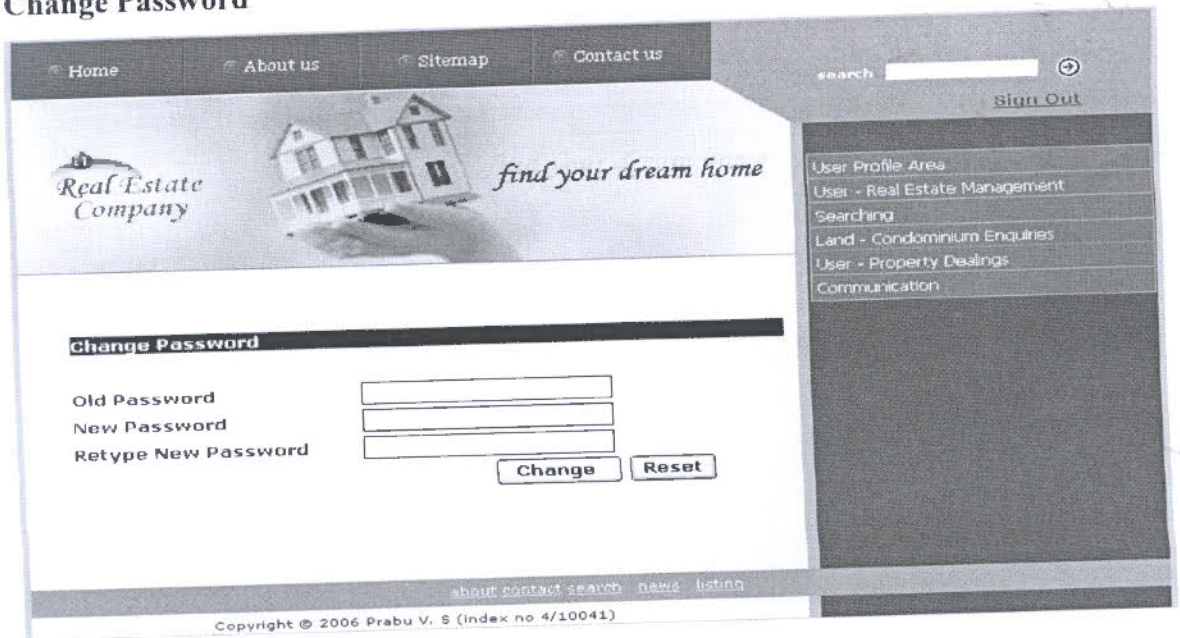 Change Password
Home About us Sitemap Contact us
search
Sign Out
Real Estate
Company
find your dream home
User Profile Area
User - Real Estate Management
Searching
Land - Condominium Enquiries
User - Property Dealings
Communication
Change Password
Old Password
New Password
Retype New Password
Change Reset
about contact search news listing
Copyright © 2006 Prabu V. S (index no 4/10041)